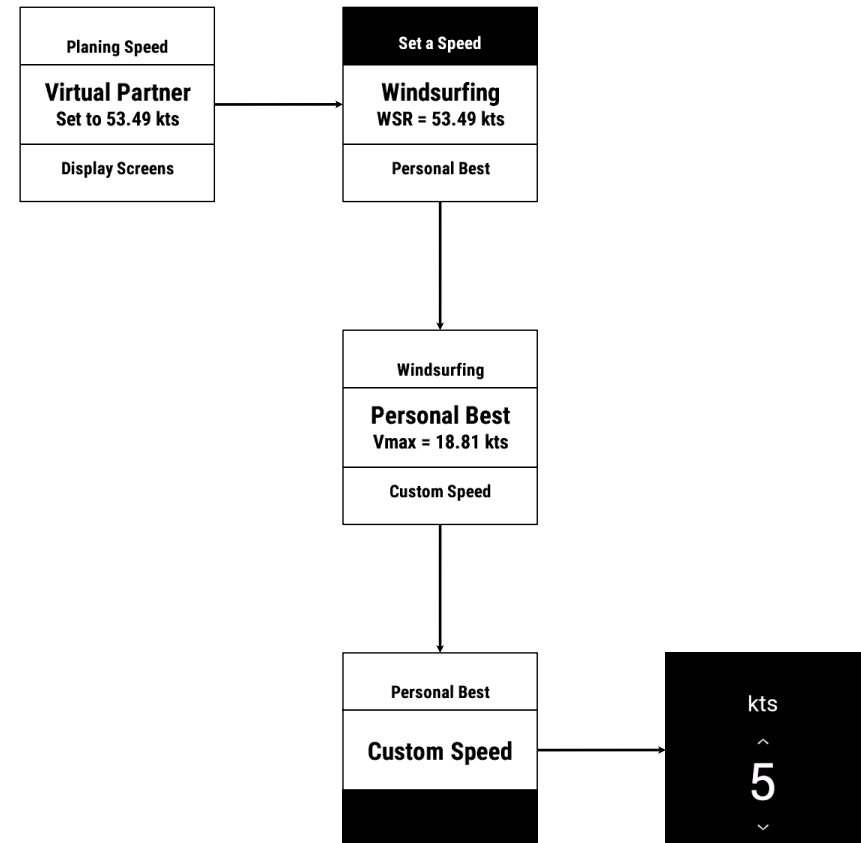 Planing Speed
Virtual Partner
Set to 53.49 kts
Display Screens
Set a Speed
Windsurfing
WSR = 53.49 kts
Personal Best
Windsurfing
Personal Best
Vmax = 18.81 kts
Custom Speed
Personal Best
Custom Speed
kts
5